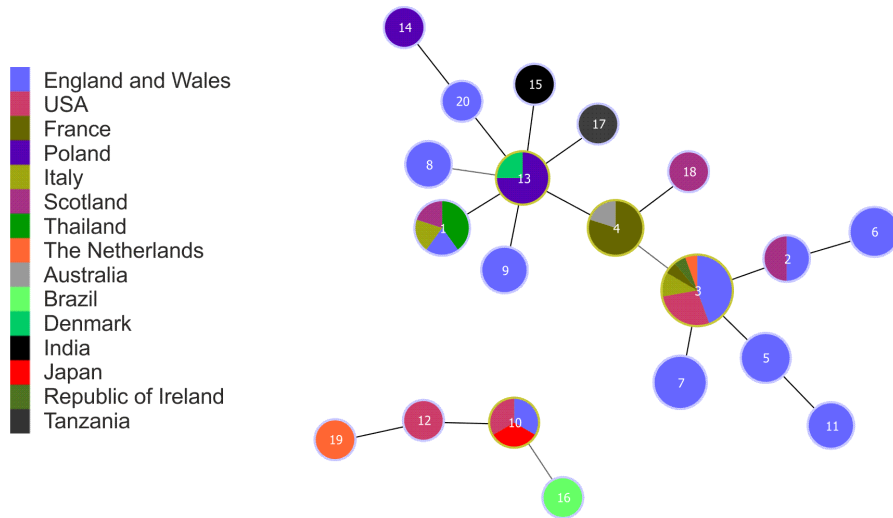 England and Wales
USA
France
Poland
Italy
Scotland
Thailand
The Netherlands
Australia
Brazil
Denmark
India
Japan
Republic of Ireland
Tanzania
14
15
20
17
8
18
13
1
4
6
9
2
3
5
7
12
10
11
19
16